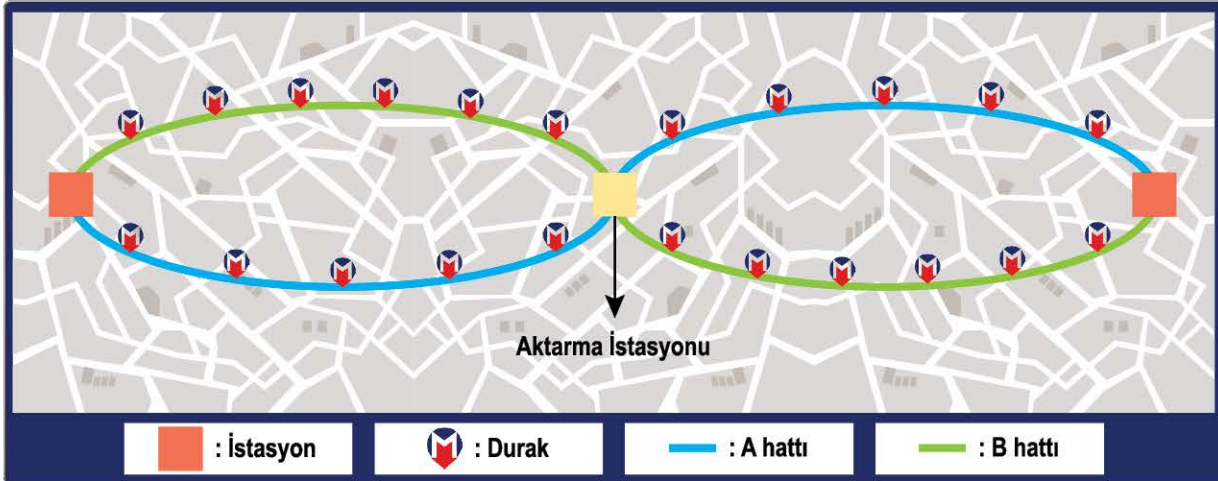 Aktarma İstasyonu
: İstasyon
: Durak
: A hattı
: B hattı